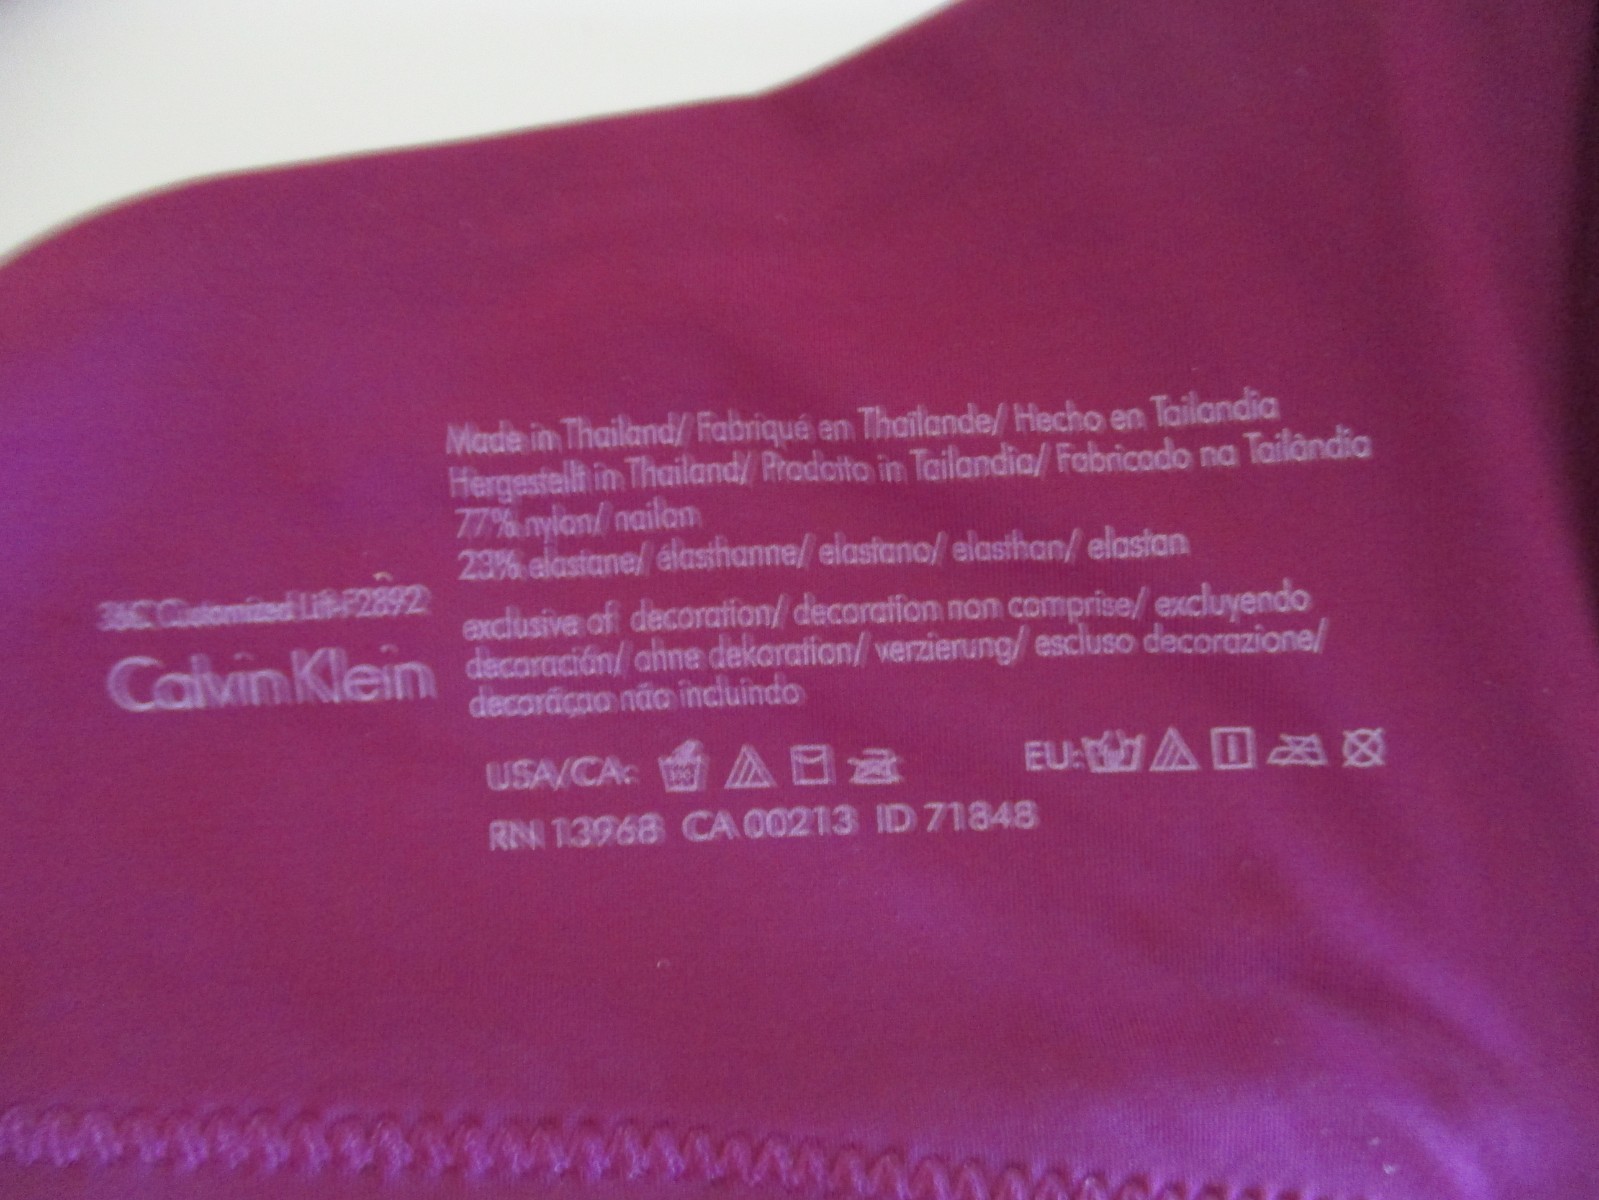 Made in Thailand/ Fabriqué en Thaïlande/ Hecho en Tailandia
Hergestellt in Thailand/ Prodotto in Tailandia/ Fabricado na Tailândia
77% nylon/ nailon
23% elastane/ élasthanne/ elastano/ elasthan/ elastan
36C Customized Lift-F2892
Calvin Klein
exclusive of decoration/ decoration non comprise/ excluyendo
decoración/ ohne dekoration/ verzierung/ escluso decorazione/
decoraçao não incluindo
USA/CA: EU:
RN 13968 CA 00213 ID 71848